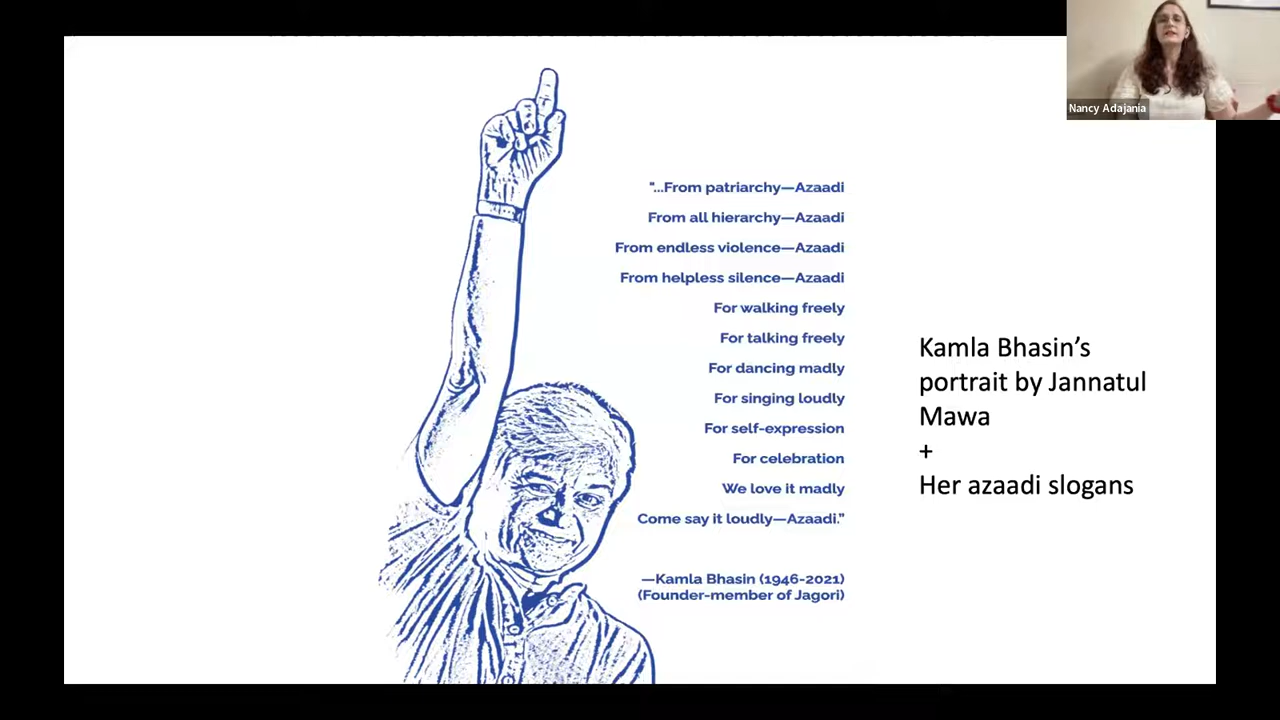 Nancy Adajania
"...From patriarchy—Azaadi
From all hierarchy—Azaadi
From endless violence—Azaadi
From helpless silence—Azaadi
For walking freely
For talking freely
For dancing madly
For singing loudly
For self-expression
For celebration
We love it madly
Come say it loudly—Azaadi.”
—Kamla Bhasin (1946-2021)
(Founder-member of Jagori)
Kamla Bhasin’s
portrait by Jannatul
Mawa
+
Her azaadi slogans